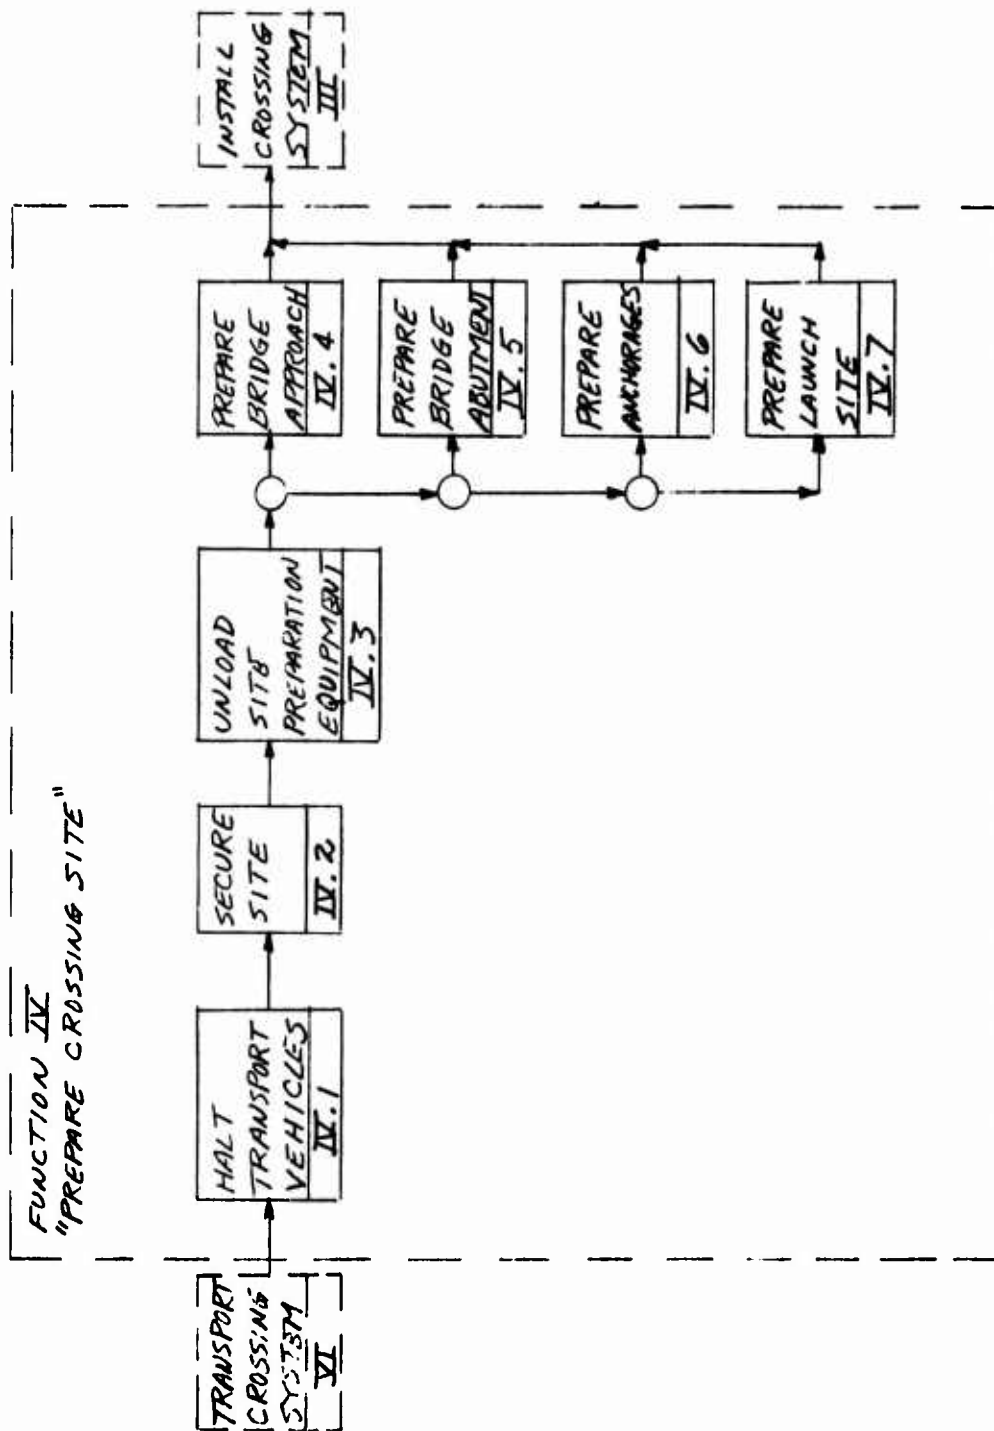 FUNCTION IV
"PREPARE CROSSING SITE"
TRANSPORT
CROSSING
SYSTEM
VI
HALT
TRANSPORT
VEHICLES
IV.1
SECURE
SITE
IV.2
UNLOAD
SITE
PREPARATION
EQUIPMENT
IV.3
PREPARE
BRIDGE
APPROACH
IV.4
PREPARE
BRIDGE
ABUTMENT
IV.5
PREPARE
ANCHORAGES
IV.6
PREPARE
LAUNCH
SITE
IV.7
INSTALL
CROSSING
SYSTEM
III